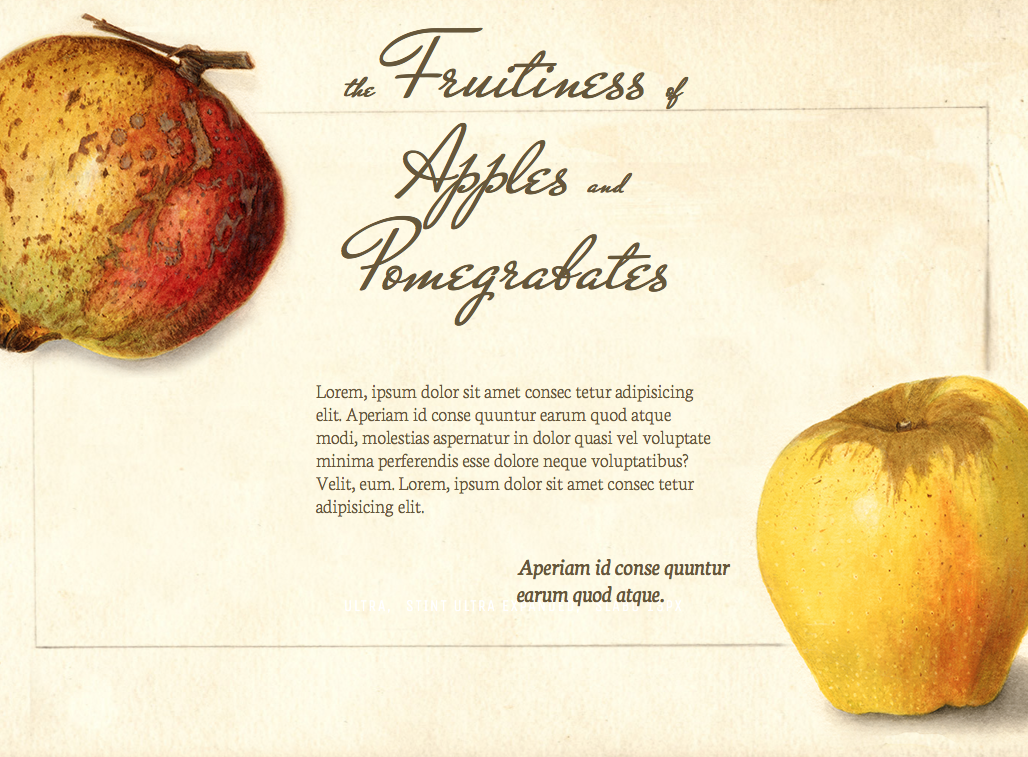 the Fruitiness of
Apples and
Pomegrabates
Lorem, ipsum dolor sit amet consec tetur adipisicing
elit. Aperiam id conse quuntur earum quod atque
modi, molestias aspernatur in dolor quasi vel voluptate
minima perferendis esse dolore neque voluptatibus?
Velit, eum. Lorem, ipsum dolor sit amet consec tetur
adipisicing elit.
Aperiam id conse quuntur
earum quod atque.